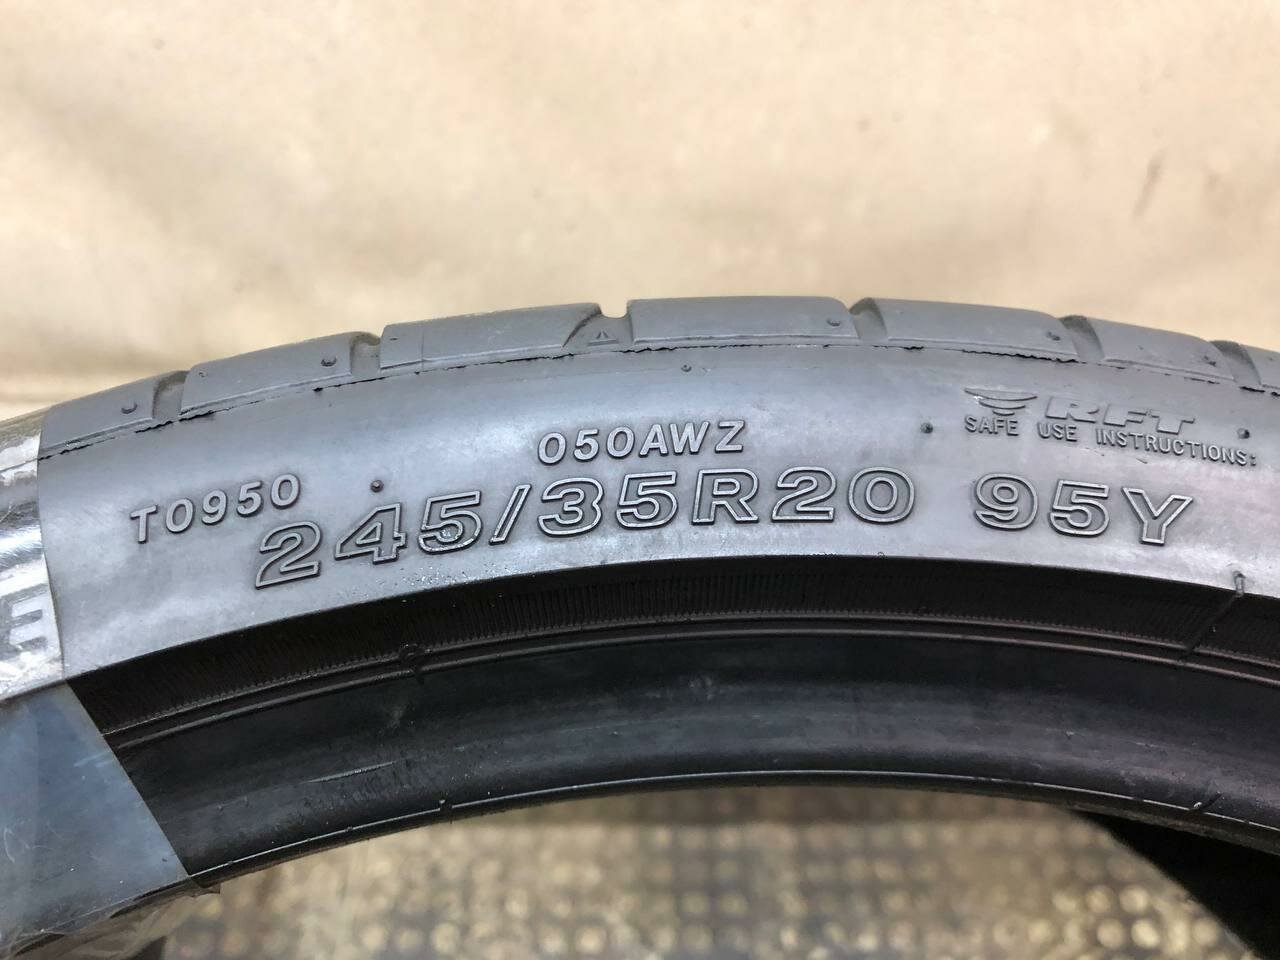 RFT
SAFE USE INSTRUCTIONS:
050AWZ
T0950
245/35R20 95Y
E